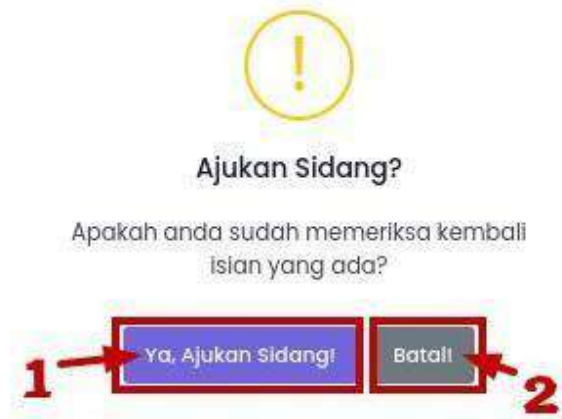 !
Ajukan Sidang?
Apakah anda sudah memeriksa kembali
isian yang ada?
1 Ya, Ajukan Sidang! Batal! 2